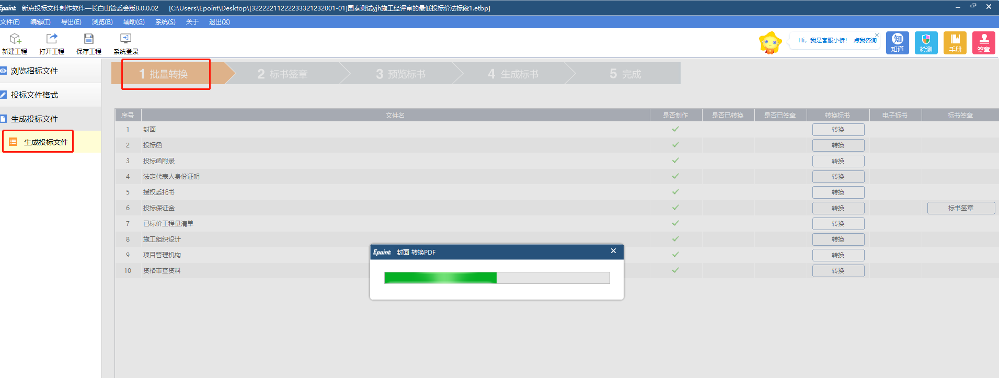 Epoint 新点投标文件制作软件—长白山管委会版8.0.0.02 [C:\Users\Epoint\Desktop\[32222211222233321232001-01]国泰测试yjh施工经评审的最低投标价法标段1.etbp]
文件(F) 编辑(T) 导出(E) 浏览(B) 辅助(G) 系统(S) 关于 退出(X)
新建工程 打开工程 保存工程 系统登录
Hi，我是客服小桥！ 点我咨询
知
知道 检测 手册 签章
浏览招标文件
投标文件格式
生成投标文件
生成投标文件
1 批量转换 2 标书签章 3 预览标书 4 生成标书 5 完成
序号 文件名 是否制作 是否已转换 是否已签章 转换标书 电子标书 标书签章
1 封面 转换
2 投标函 转换
3 投标函附录 转换
4 法定代表人身份证明 转换
5 授权委托书 转换
6 投标保证金 转换 标书签章
7 已标价工程量清单 转换
8 施工组织设计 转换
9 项目管理机构 转换
10 资格审查资料 转换
Epoint 封面 转换PDF